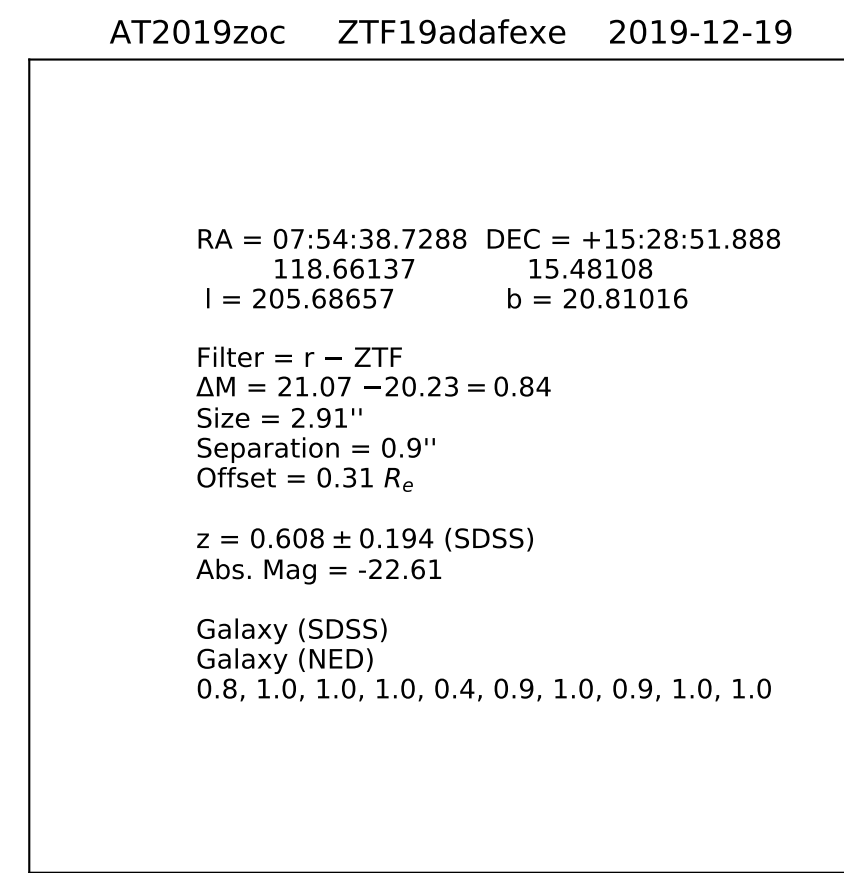 AT2019zoc ZTF19adafexe 2019-12-19
RA = 07:54:38.7288 DEC = +15:28:51.888
118.66137 15.48108
l = 205.68657 b = 20.81016
Filter = r − ZTF
ΔM = 21.07 −20.23 = 0.84
Size = 2.91''
Separation = 0.9''
Offset = 0.31 Rₑ
z = 0.608 ± 0.194 (SDSS)
Abs. Mag = -22.61
Galaxy (SDSS)
Galaxy (NED)
0.8, 1.0, 1.0, 1.0, 0.4, 0.9, 1.0, 0.9, 1.0, 1.0